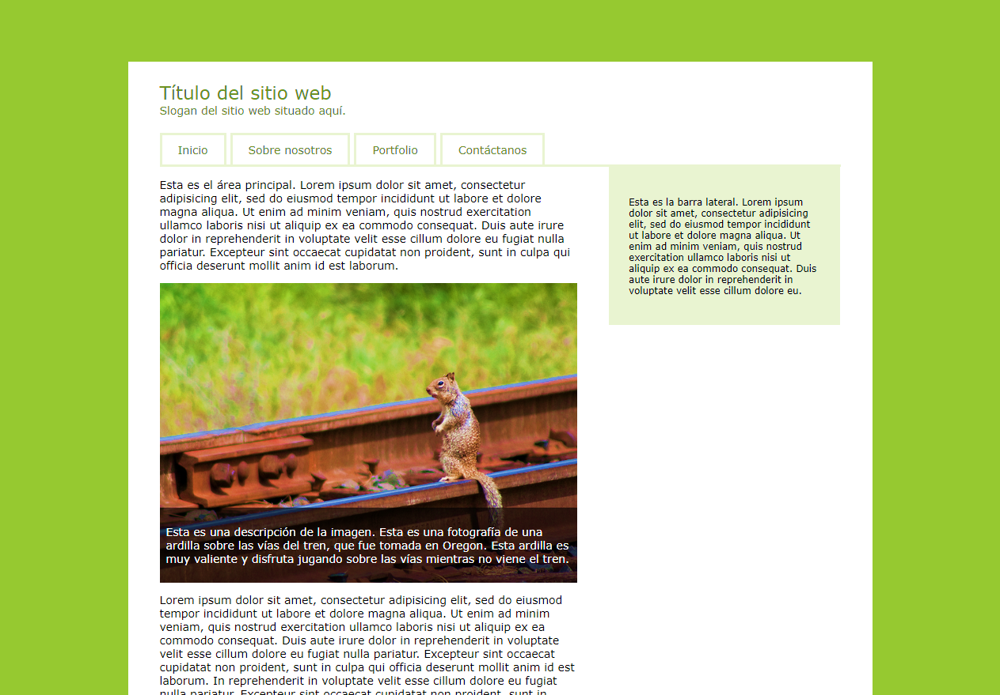 Título del sitio web
Slogan del sitio web situado aquí.
Inicio
Sobre nosotros
Portfolio
Contáctanos
Esta es el área principal. Lorem ipsum dolor sit amet, consectetur
adipisicing elit, sed do eiusmod tempor incididunt ut labore et dolore
magna aliqua. Ut enim ad minim veniam, quis nostrud exercitation
ullamco laboris nisi ut aliquip ex ea commodo consequat. Duis aute irure
dolor in reprehenderit in voluptate velit esse cillum dolore eu fugiat nulla
pariatur. Excepteur sint occaecat cupidatat non proident, sunt in culpa qui
officia deserunt mollit anim id est laborum.
Esta es una descripción de la imagen. Esta es una fotografía de una
ardilla sobre las vías del tren, que fue tomada en Oregon. Esta ardilla es
muy valiente y disfruta jugando sobre las vías mientras no viene el tren.
Lorem ipsum dolor sit amet, consectetur adipisicing elit, sed do eiusmod
tempor incididunt ut labore et dolore magna aliqua. Ut enim ad minim
veniam, quis nostrud exercitation ullamco laboris nisi ut aliquip ex ea
commodo consequat. Duis aute irure dolor in reprehenderit in voluptate
velit esse cillum dolore eu fugiat nulla pariatur. Excepteur sint occaecat
cupidatat non proident, sunt in culpa qui officia deserunt mollit anim id est
laborum. In reprehenderit in voluptate velit esse cillum dolore eu fugiat
nulla pariatur. Excepteur sint occaecat cupidatat non proident, sunt in
Esta es la barra lateral. Lorem ipsum
dolor sit amet, consectetur adipisicing
elit, sed do eiusmod tempor incididunt
ut labore et dolore magna aliqua. Ut
enim ad minim veniam, quis nostrud
exercitation ullamco laboris nisi ut
aliquip ex ea commodo consequat. Duis
aute irure dolor in reprehenderit in
voluptate velit esse cillum dolore eu.